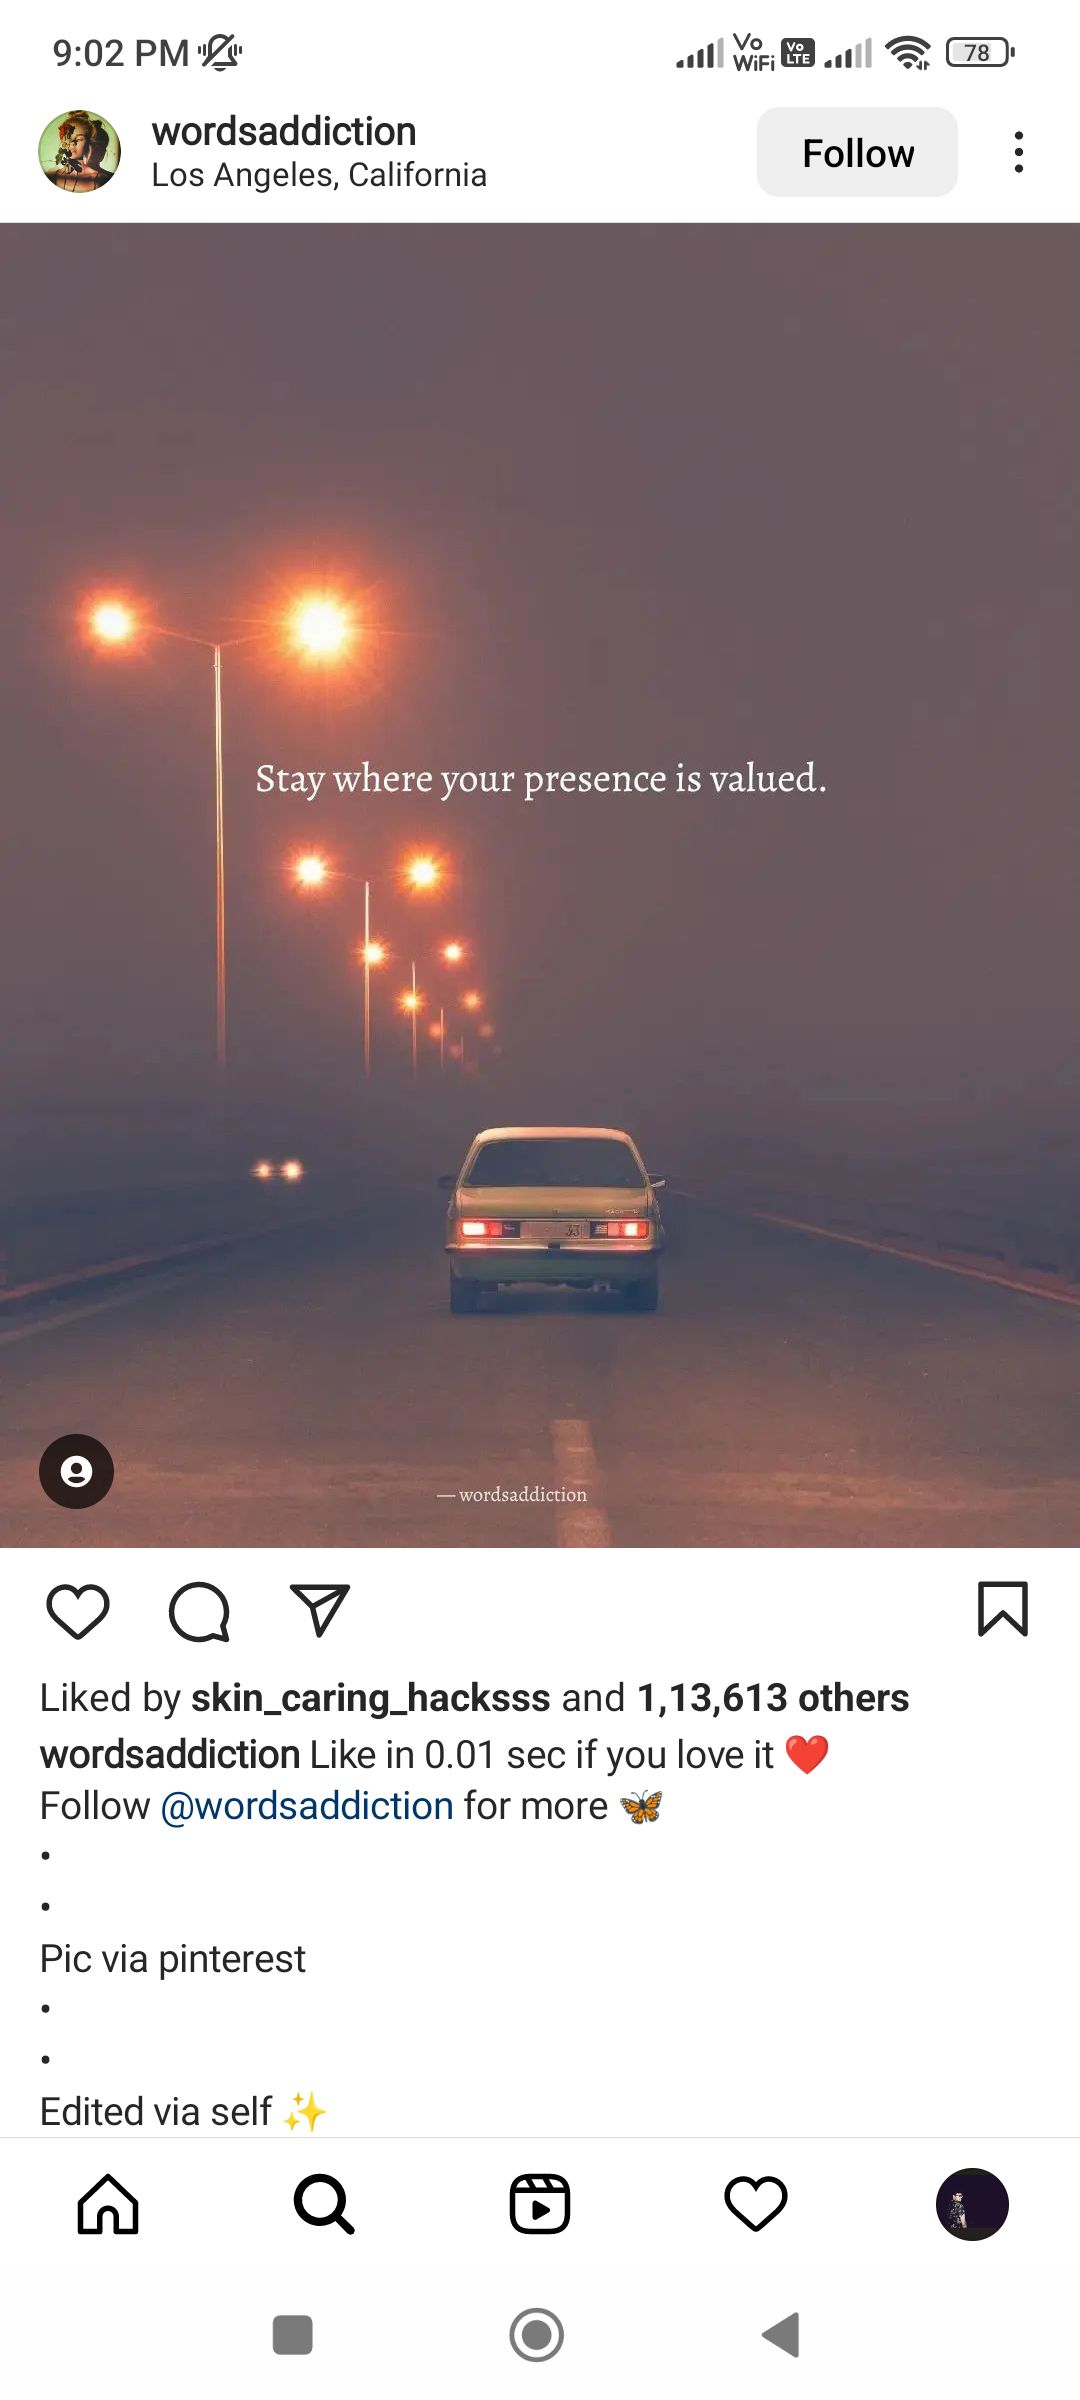 9:02 PM
Vo WiFi
Vo LTE
78
wordsaddiction
Los Angeles, California
Follow
Stay where your presence is valued.
33
— wordsaddiction
Liked by skin_caring_hacksss and 1,13,613 others
wordsaddiction Like in 0.01 sec if you love it ❤️
Follow @wordsaddiction for more 🦋
•
•
Pic via pinterest
•
•
Edited via self ✨